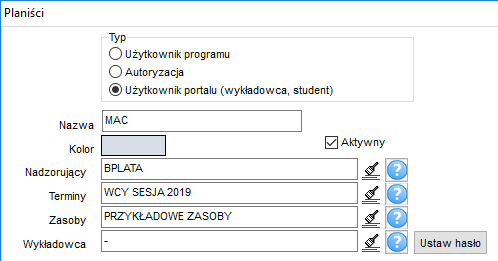 Planiści
Typ
Użytkownik programu
Autoryzacja
Użytkownik portalu (wykładowca, student)
Nazwa MAC
Kolor Aktywny
Nadzorujący BPLATA ?
Terminy WCY SESJA 2019 ?
Zasoby PRZYKŁADOWE ZASOBY ?
Wykładowca - ? Ustaw hasło